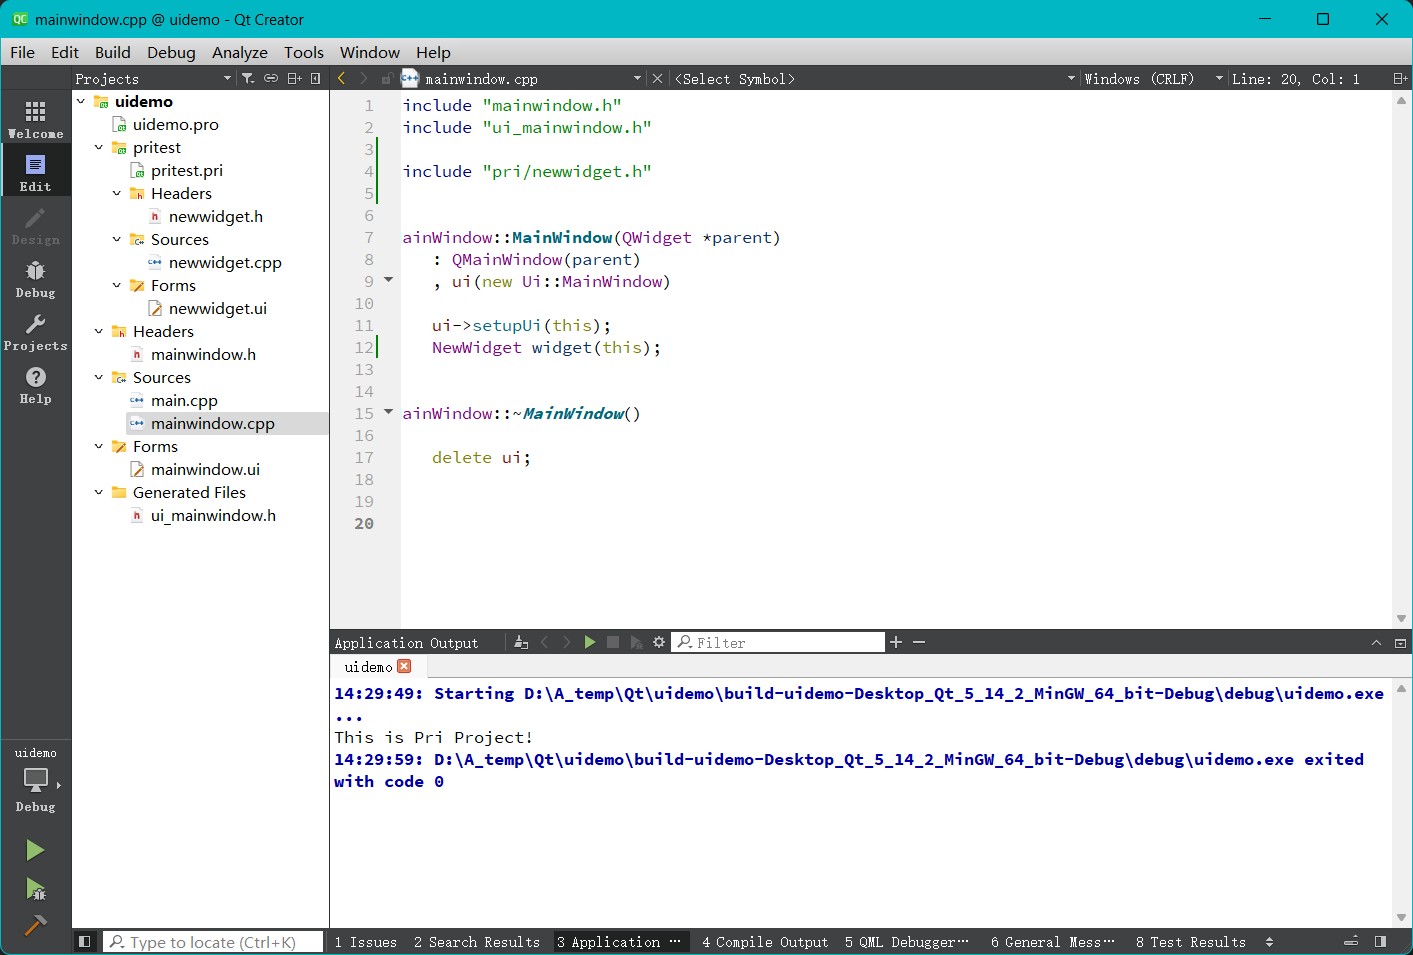 mainwindow.cpp @ uidemo - Qt Creator
File Edit Build Debug Analyze Tools Window Help
Projects
mainwindow.cpp
<Select Symbol>
Windows (CRLF)
Line: 20, Col: 1
Welcome
Edit
Design
Debug
Projects
Help
uidemo
uidemo.pro
pritest
pritest.pri
Headers
newwidget.h
Sources
newwidget.cpp
Forms
newwidget.ui
Headers
mainwindow.h
Sources
main.cpp
mainwindow.cpp
Forms
mainwindow.ui
Generated Files
ui_mainwindow.h
1 include "mainwindow.h"
2 include "ui_mainwindow.h"
3
4 include "pri/newwidget.h"
5
6
7 ainWindow::MainWindow(QWidget *parent)
8 : QMainWindow(parent)
9 , ui(new Ui::MainWindow)
10
11 ui->setupUi(this);
12 NewWidget widget(this);
13
14
15 ainWindow::~MainWindow()
16
17 delete ui;
18
19
20
Application Output
Filter
uidemo
14:29:49: Starting D:\A_temp\Qt\uidemo\build-uidemo-Desktop_Qt_5_14_2_MinGW_64_bit-Debug\debug\uidemo.exe
...
This is Pri Project!
14:29:59: D:\A_temp\Qt\uidemo\build-uidemo-Desktop_Qt_5_14_2_MinGW_64_bit-Debug\debug\uidemo.exe exited
with code 0
uidemo
Debug
Type to locate (Ctrl+K)
1 Issues 2 Search Results 3 Application ⋯ 4 Compile Output 5 QML Debugger⋯ 6 General Mess⋯ 8 Test Results